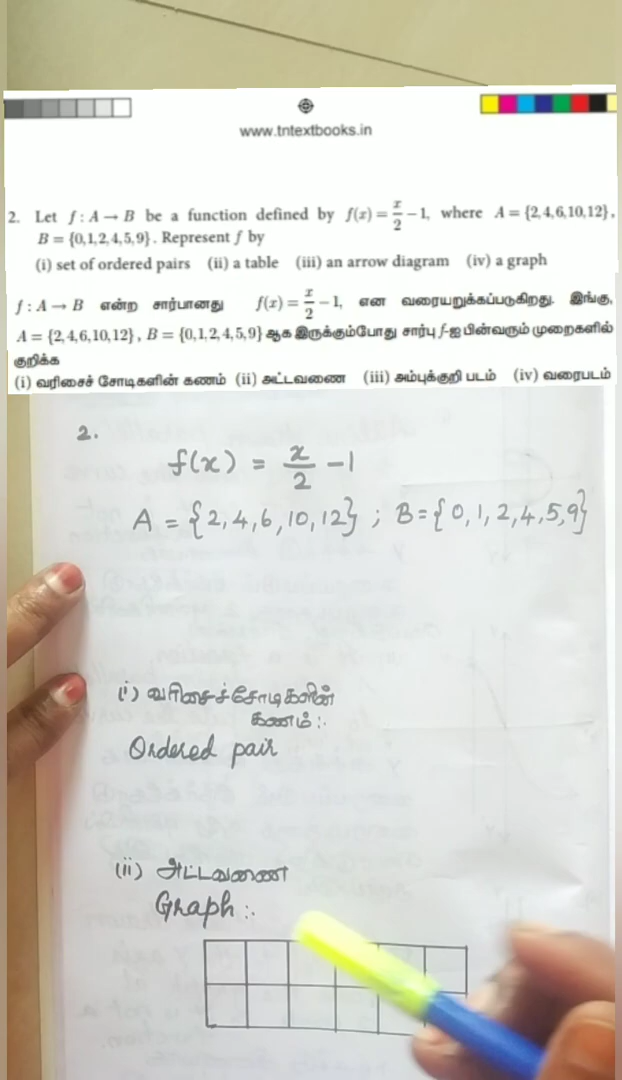 www.tntextbooks.in
2. Let f : A → B be a function defined by f(x) = x/2 − 1, where A = {2,4,6,10,12},
B = {0,1,2,4,5,9}. Represent f by
(i) set of ordered pairs (ii) a table (iii) an arrow diagram (iv) a graph
f : A → B என்ற சார்பானது f(x) = x/2 − 1, என வரையறுக்கப்படுகிறது. இங்கு,
A = {2,4,6,10,12}, B = {0,1,2,4,5,9} ஆக இருக்கும்போது சார்பு f-ஐ பின்வரும் முறைகளில்
குறிக்க
(i) வரிசைச் சோடிகளின் கணம் (ii) அட்டவணை (iii) அம்புக்குறி படம் (iv) வரைபடம்
2.
f(x) = x/2 -1
A = {2,4,6,10,12} ; B={0,1,2,4,5,9}
(i) வரிசைச்சோடிகளின்
கணம் :.
Ordered pair
(ii) அட்டவணை
Graph :.